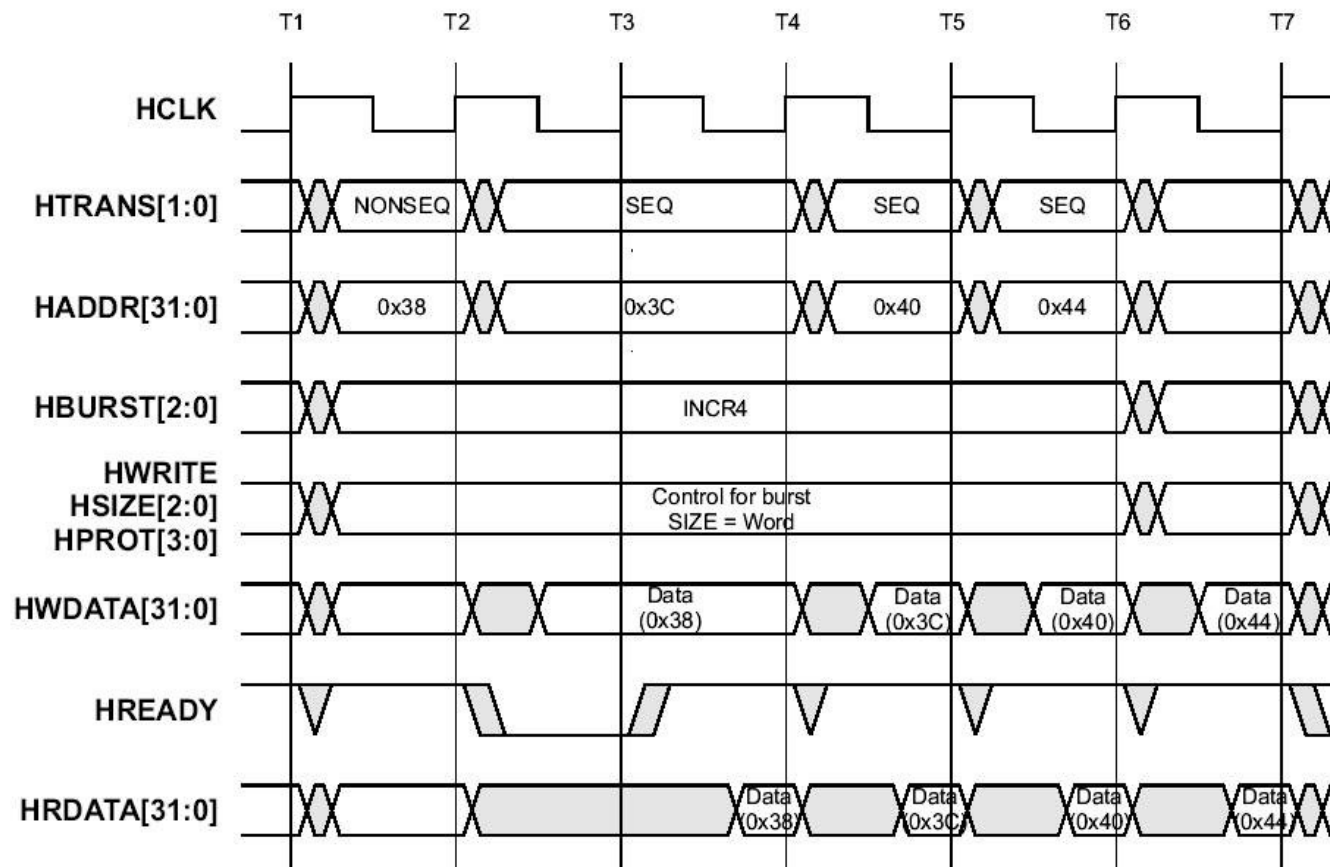 T1 T2 T3 T4 T5 T6 T7
HCLK
HTRANS[1:0] NONSEQ SEQ SEQ SEQ
HADDR[31:0] 0x38 0x3C 0x40 0x44
HBURST[2:0] INCR4
HWRITE
HSIZE[2:0]
HPROT[3:0]
Control for burst
SIZE = Word
HWDATA[31:0]
Data
(0x38)
Data
(0x3C)
Data
(0x40)
Data
(0x44)
HREADY
HRDATA[31:0]
Data
(0x38)
Data
(0x3C)
Data
(0x40)
Data
(0x44)